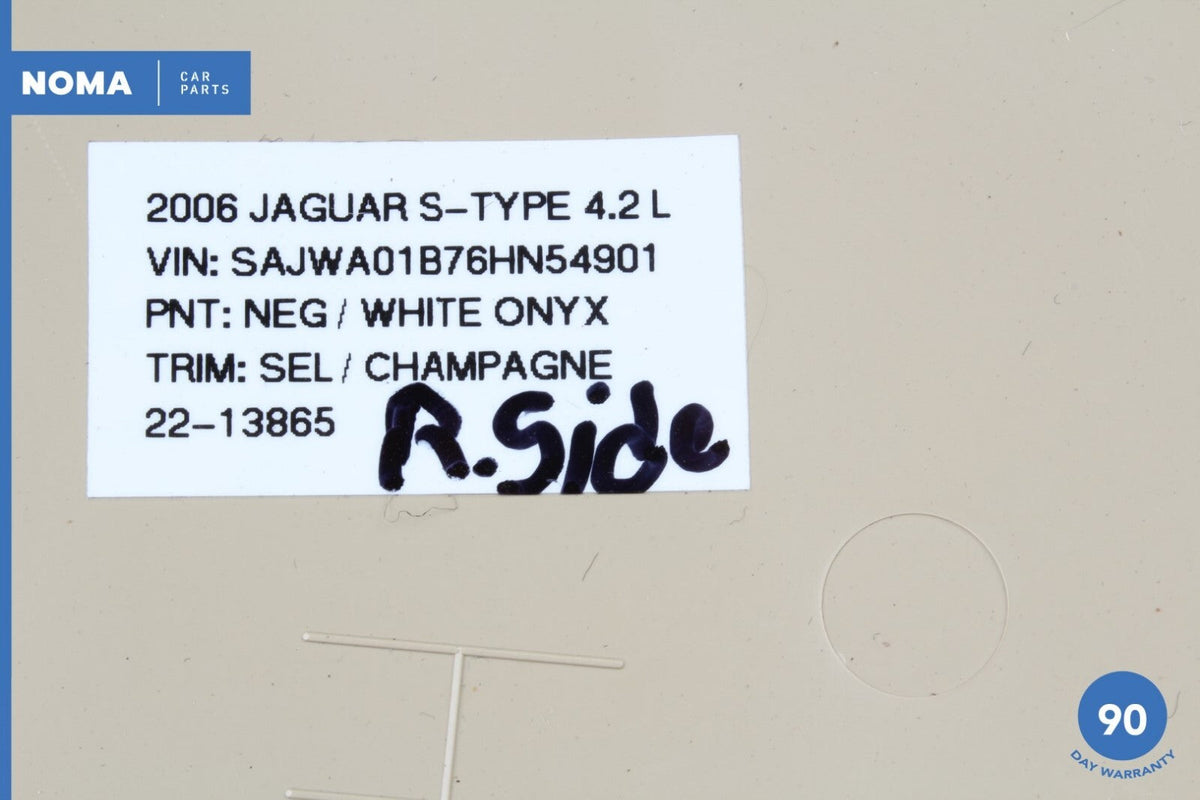 NOMA
CAR
PARTS
2006 JAGUAR S-TYPE 4.2 L
VIN: SAJWA01B76HN54901
PNT: NEG / WHITE ONYX
TRIM: SEL / CHAMPAGNE
22-13865
R.Side
90
DAY WARRANTY